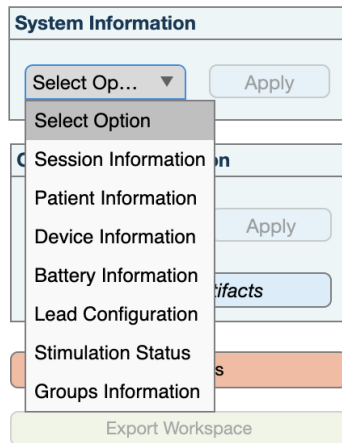 System Information
Select Op...
Apply
Select Option
Session Information
Patient Information
Device Information
Battery Information
Lead Configuration
Stimulation Status
Groups Information
Apply
Export Workspace